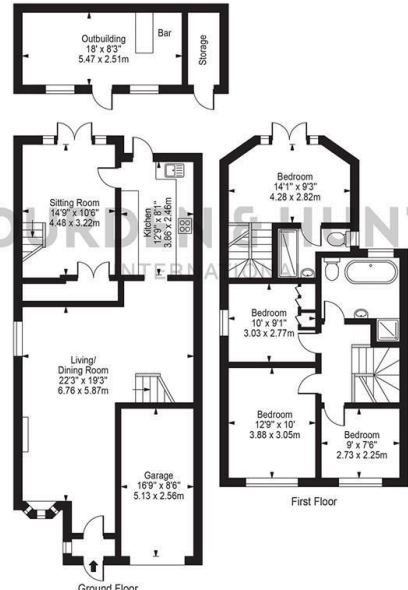 Outbuilding
18' x 8'3"
5.47 x 2.51m
Bar
Storage
Sitting Room
14'9" x 10'6"
4.48 x 3.22m
Kitchen
12'9" x 8'1"
3.86 x 2.46m
Bedroom
14'1" x 9'3"
4.28 x 2.82m
INTERNATIONAL
Bedroom
10' x 9'1"
3.03 x 2.77m
Living/
Dining Room
22'3" x 19'3"
6.76 x 5.87m
Bedroom
12'9" x 10'
3.88 x 3.05m
Bedroom
9' x 7'6"
2.73 x 2.25m
Garage
16'9" x 8'6"
5.13 x 2.56m
First Floor
Ground Floor